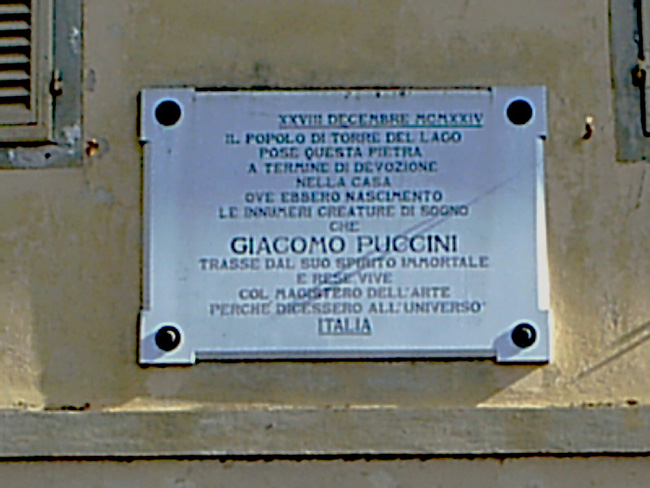 XXVIII DECEMBRE MCMXXIV
IL POPOLO DI TORRE DEL LAGO
POSE QUESTA PIETRA
A TERMINE DI DEVOZIONE
NELLA CASA
OVE EBBERO NASCIMENTO
LE INNUMERI CREATURE DI SOGNO
CHE
GIACOMO PUCCINI
TRASSE DAL SUO SPIRITO IMMORTALE
E RESE VIVE
COL MAGISTERO DELL'ARTE
PERCHÈ DICESSERO ALL'UNIVERSO
ITALIA